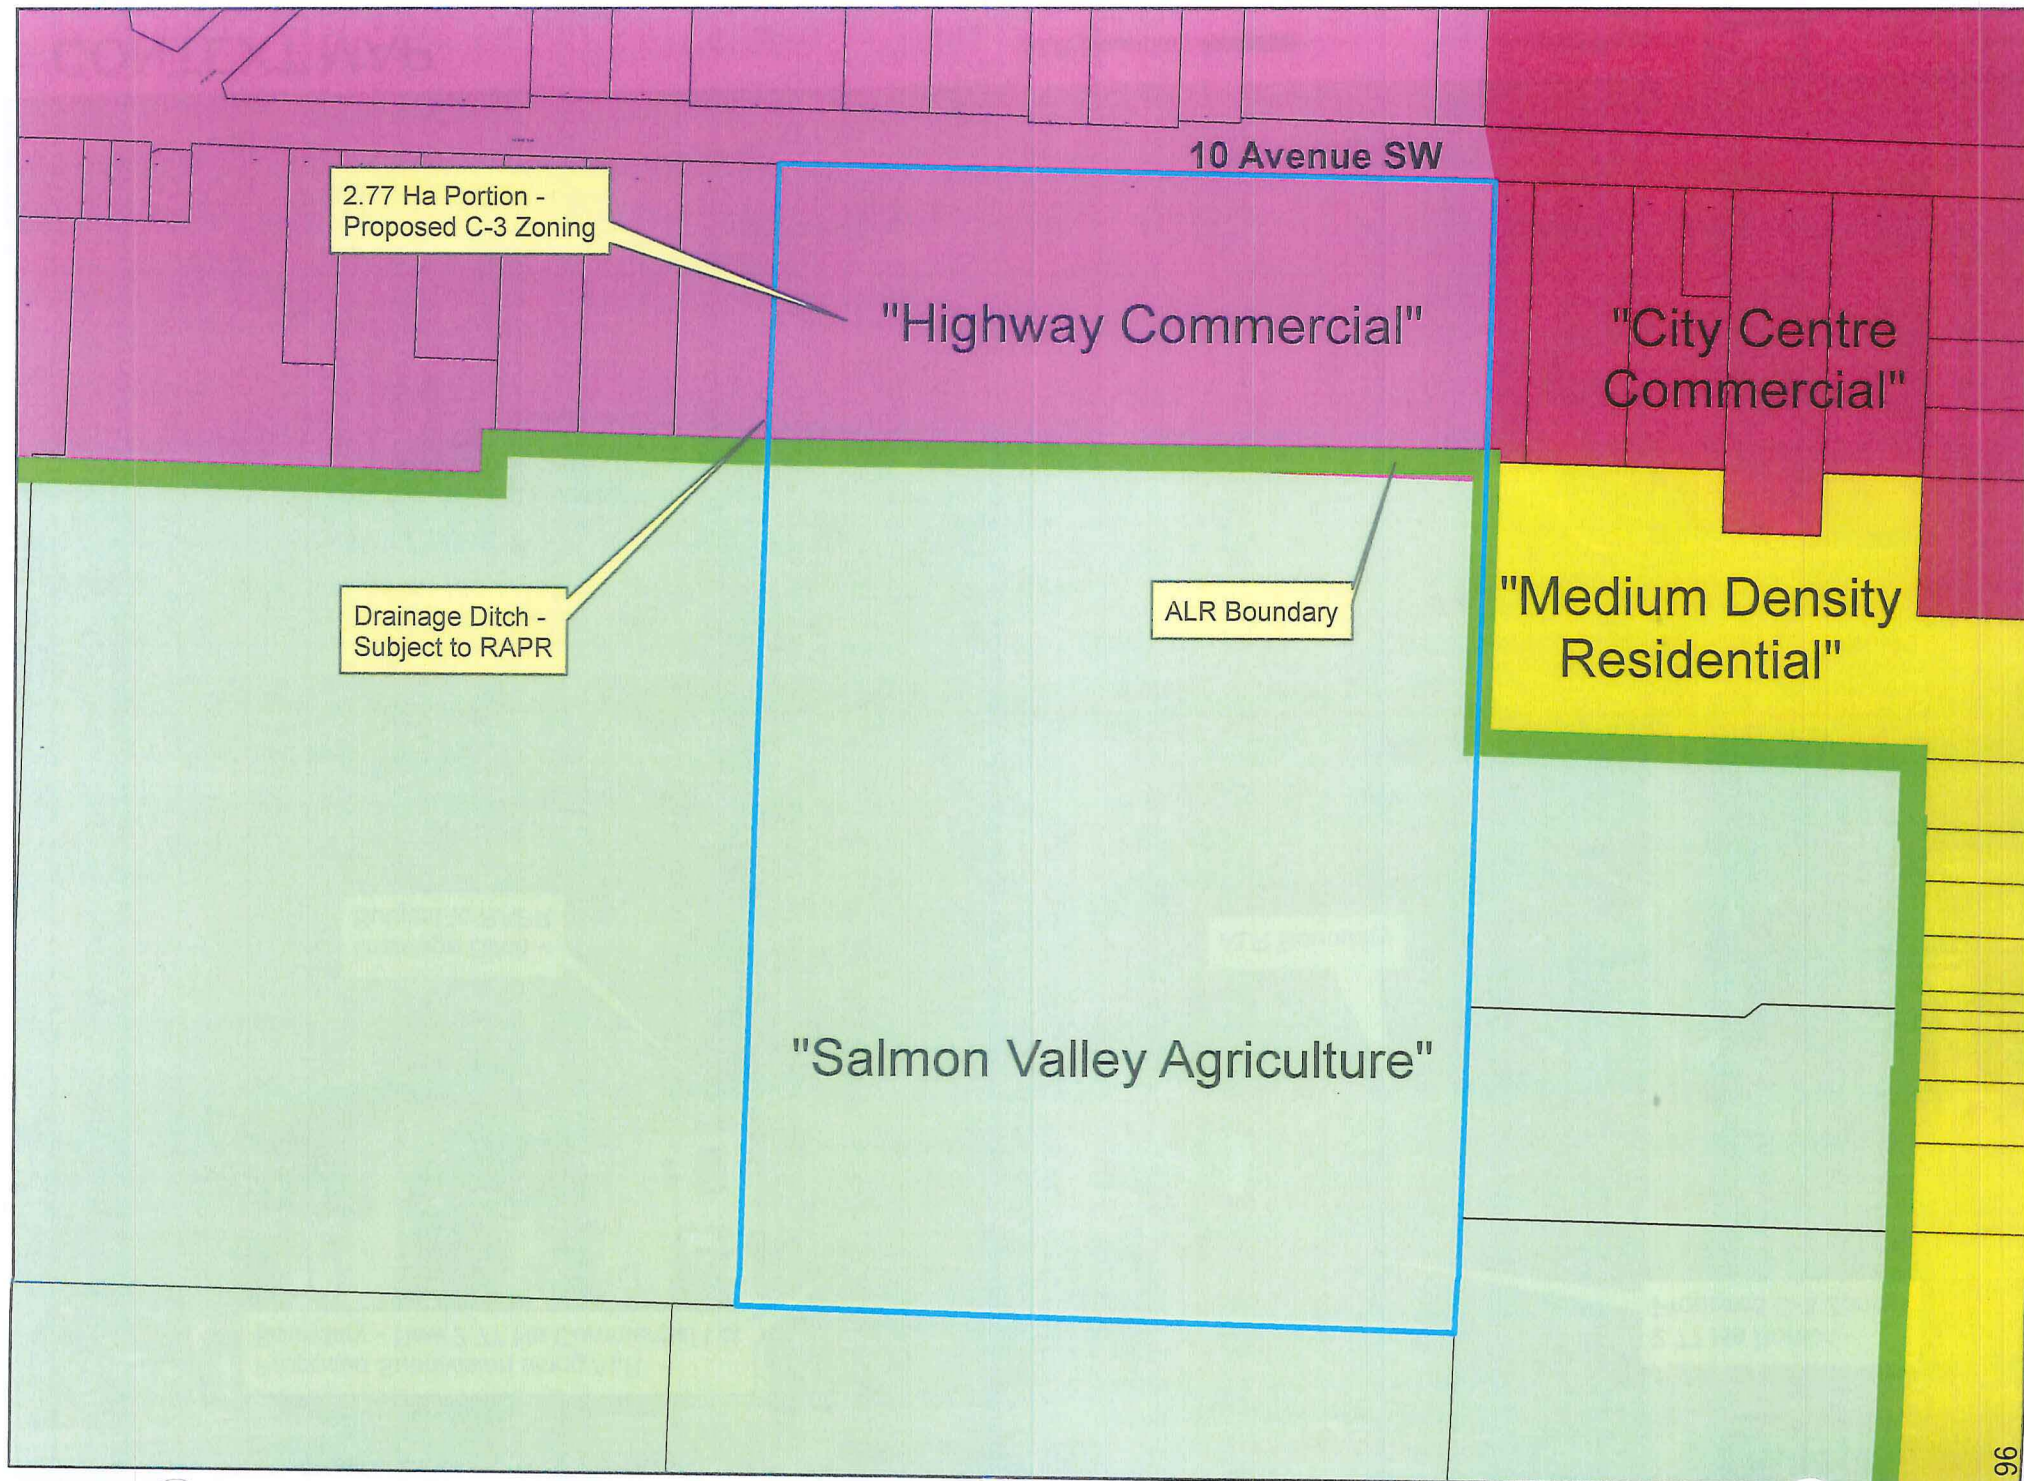 10 Avenue SW
2.77 Ha Portion -
Proposed C-3 Zoning
"Highway Commercial"
"City Centre
Commercial"
Drainage Ditch -
Subject to RAPR
ALR Boundary
"Medium Density
Residential"
"Salmon Valley Agriculture"
96